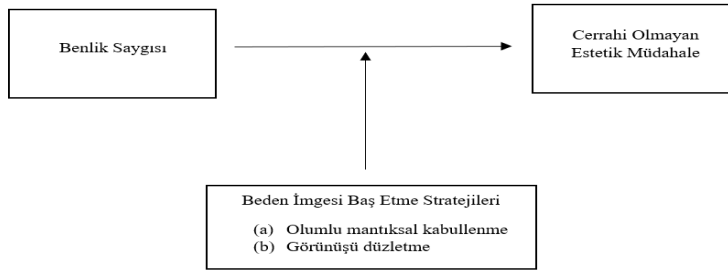 Benlik Saygısı
Cerrahi Olmayan
Estetik Müdahale
Beden İmgesi Baş Etme Stratejileri
(a) Olumlu mantıksal kabullenme
(b) Görünüşü düzletme